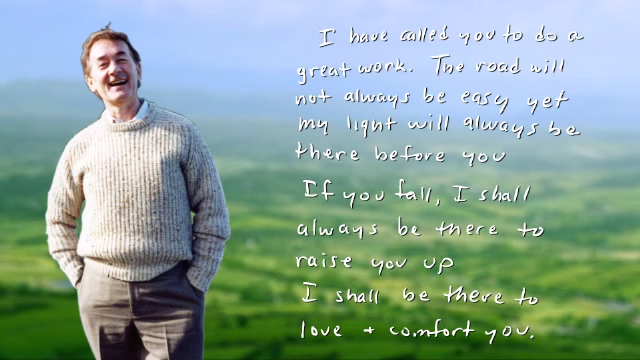 I have called you to do a
great work. The road will
not always be easy yet
my light will always be
there before you
If you fall, I shall
always be there to
raise you up
I shall be there to
love + comfort you.